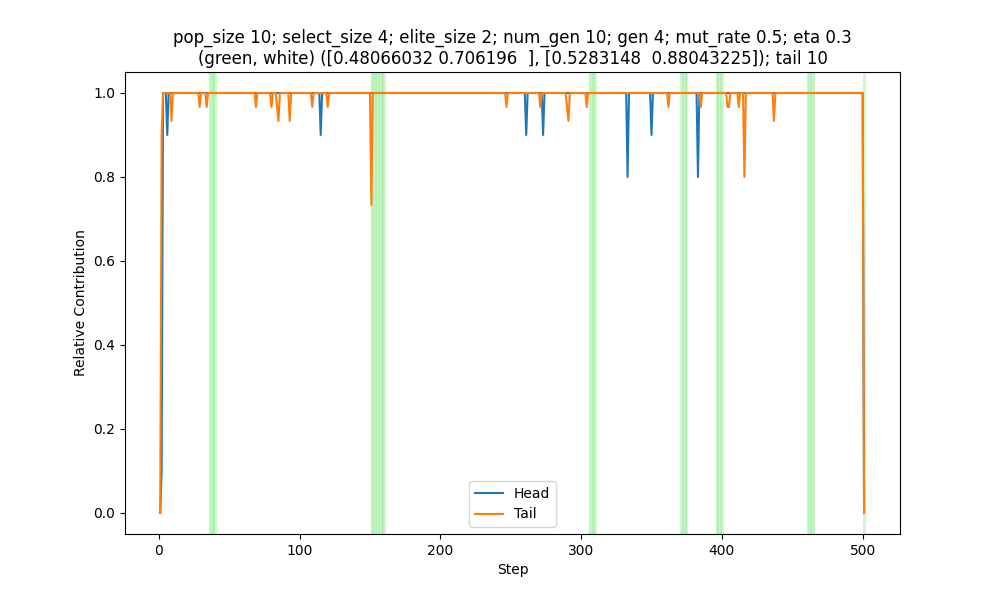 pop_size 10; select_size 4; elite_size 2; num_gen 10; gen 4; mut_rate 0.5; eta 0.3
(green, white) ([0.48066032 0.706196  ], [0.5283148  0.88043225]); tail 10
1.0
0.8
0.6
0.4
0.2
0.0
Relative Contribution
Head
Tail
0
100
200
300
400
500
Step